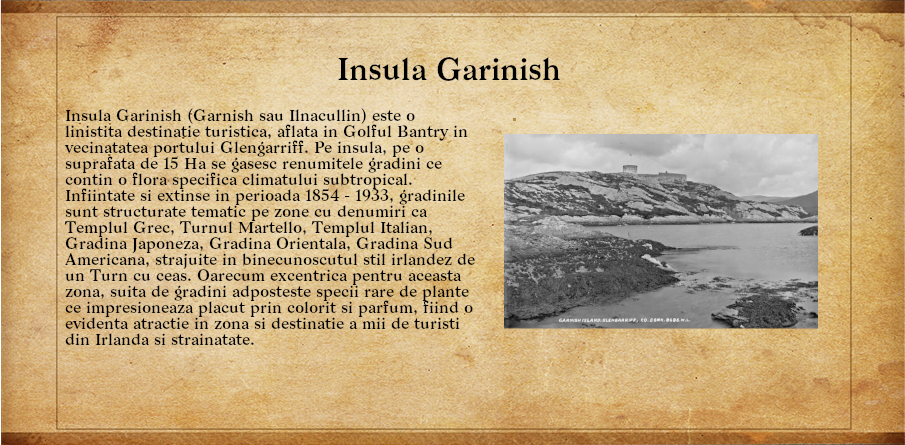 Insula Garinish
Insula Garinish (Garnish sau Ilnacullin) este o
linistita destinație turistica, aflata in Golful Bantry in
vecinatatea portului Glengarriff. Pe insula, pe o
suprafata de 15 Ha se gasesc renumitele gradini ce
contin o flora specifica climatului subtropical.
Infiintate si extinse in perioada 1854 - 1933, gradinile
sunt structurate tematic pe zone cu denumiri ca
Templul Grec, Turnul Martello, Templul Italian,
Gradina Japoneza, Gradina Orientala, Gradina Sud
Americana, strajuite in binecunoscutul stil irlandez de
un Turn cu ceas. Oarecum excentrica pentru aceasta
zona, suita de gradini adposteste specii rare de plante
ce impresioneaza placut prin colorit si parfum, fiind o
evidenta atractie in zona si destinatie a mii de turisti
din Irlanda si strainatate.
GARNISH ISLAND, GLENGARRIFF, CO. CORK.